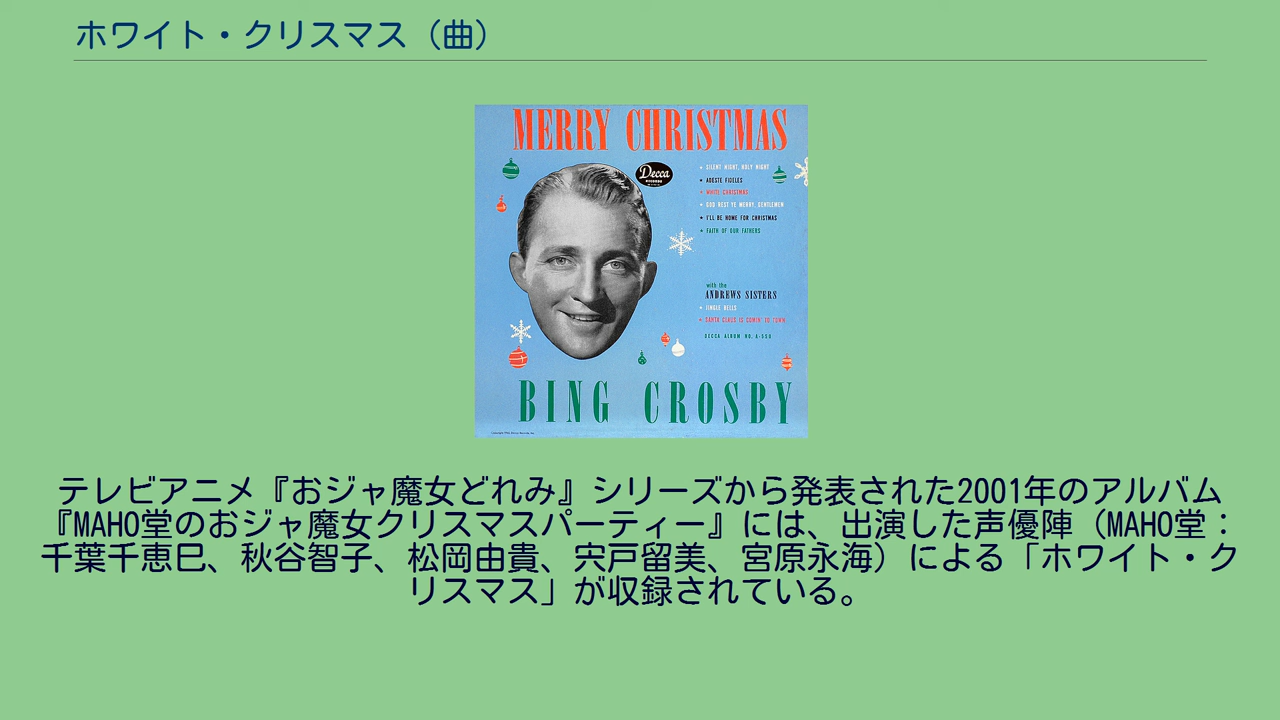 ホワイト・クリスマス（曲）
MERRY CHRISTMAS
Decca
RECORDS
SILENT NIGHT, HOLY NIGHT
ADESTE FIDELES
WHITE CHRISTMAS
GOD REST YE MERRY, GENTLEMEN
I'LL BE HOME FOR CHRISTMAS
FAITH OF OUR FATHERS
with the
ANDREWS SISTERS
JINGLE BELLS
SANTA CLAUS IS COMIN' TO TOWN
DECCA ALBUM NO. A-550
BING CROSBY
テレビアニメ『おジャ魔女どれみ』シリーズから発表された2001年のアルバム
『MAHO堂のおジャ魔女クリスマスパーティー』には、出演した声優陣（MAHO堂：
千葉千恵巳、秋谷智子、松岡由貴、宍戸留美、宮原永海）による「ホワイト・ク
リスマス」が収録されている。